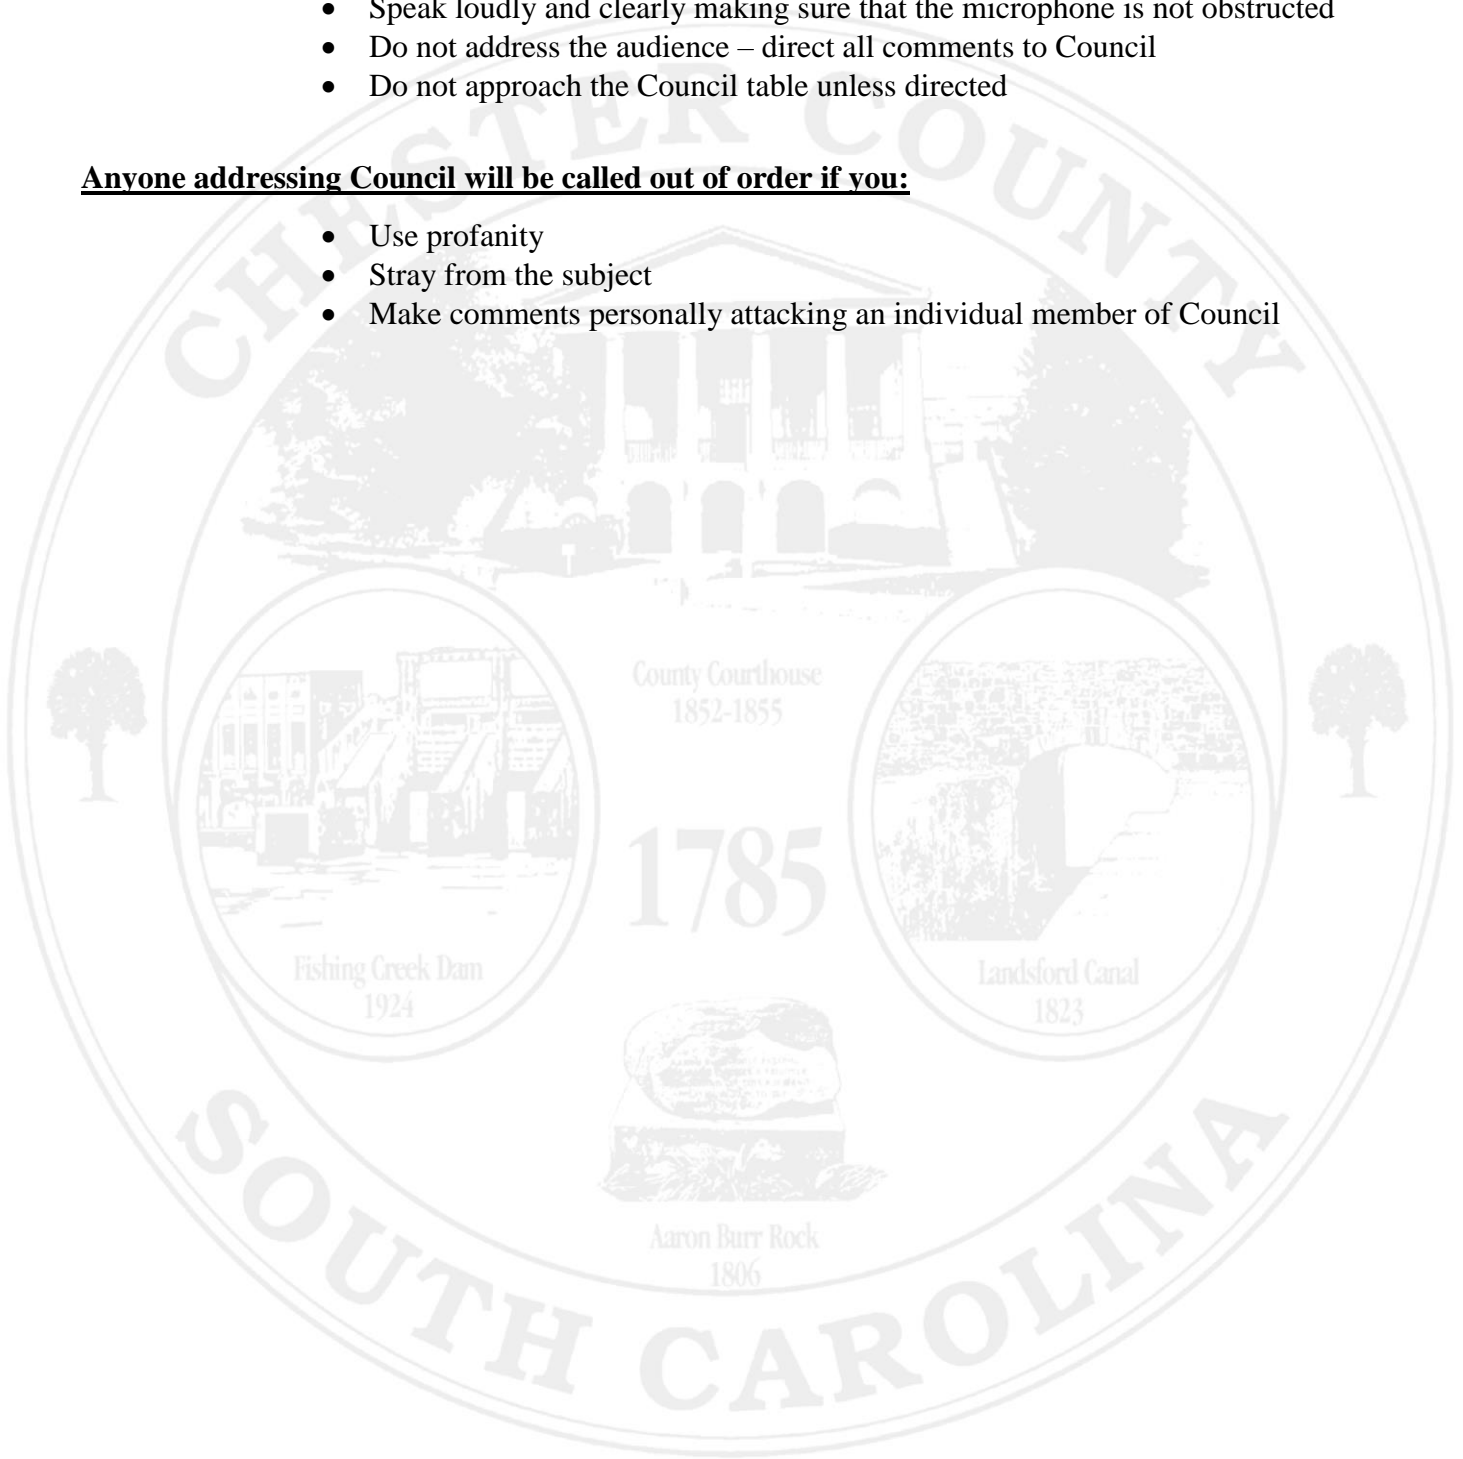 • Speak loudly and clearly making sure that the microphone is not obstructed
• Do not address the audience – direct all comments to Council
• Do not approach the Council table unless directed
Anyone addressing Council will be called out of order if you:
• Use profanity
• Stray from the subject
• Make comments personally attacking an individual member of Council
CHESTER COUNTY
County Courthouse
1852-1855
1785
Fishing Creek Dam
1924
Landsford Canal
1823
Aaron Burr Rock
1806
SOUTH CAROLINA